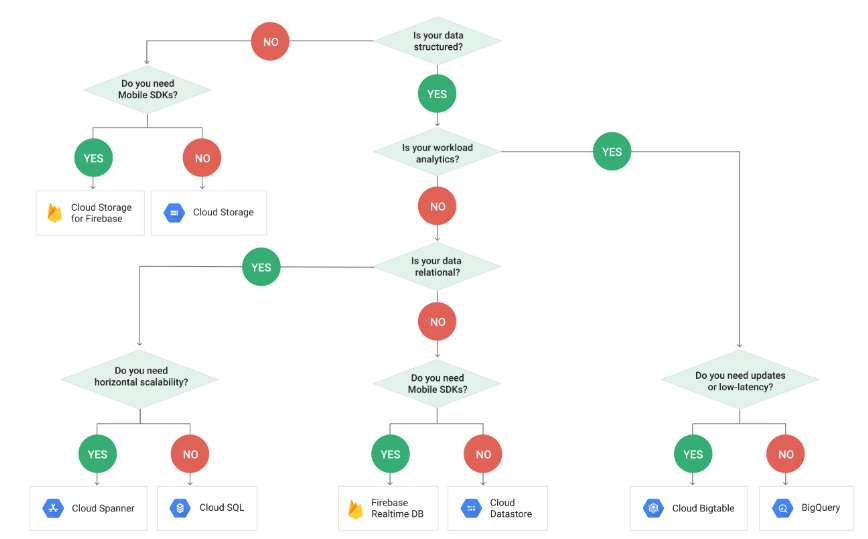 Is your data
structured?
NO
Do you need
Mobile SDKs?
YES
Is your workload
analytics?
YES
YES
NO
Cloud Storage
for Firebase
Cloud Storage
NO
Is your data
relational?
YES
NO
Do you need
horizontal scalability?
Do you need
Mobile SDKs?
Do you need updates
or low-latency?
YES
NO
YES
NO
YES
NO
Cloud Spanner
Cloud SQL
Firebase
Realtime DB
Cloud
Datastore
Cloud Bigtable
BigQuery